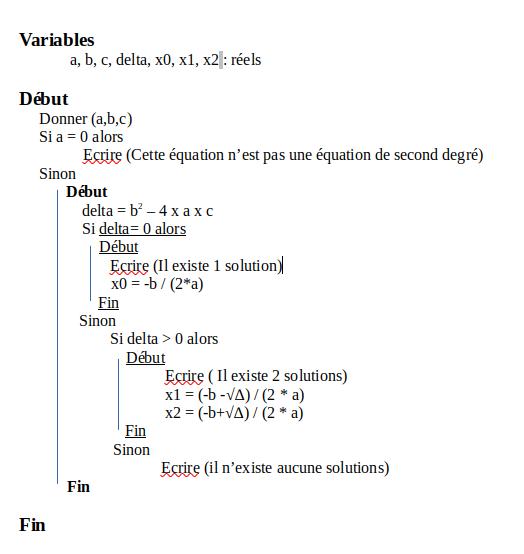 Variables
a, b, c, delta, x0, x1, x2 : réels
Début
Donner (a,b,c)
Si a = 0 alors
Ecrire (Cette équation n’est pas une équation de second degré)
Sinon
Début
delta = b² – 4 x a x c
Si delta= 0 alors
Début
Ecrire (Il existe 1 solution)
x0 = -b / (2*a)
Fin
Sinon
Si delta > 0 alors
Début
Ecrire ( Il existe 2 solutions)
x1 = (-b -√Δ) / (2 * a)
x2 = (-b+√Δ) / (2 * a)
Fin
Sinon
Ecrire (il n’existe aucune solutions)
Fin
Fin